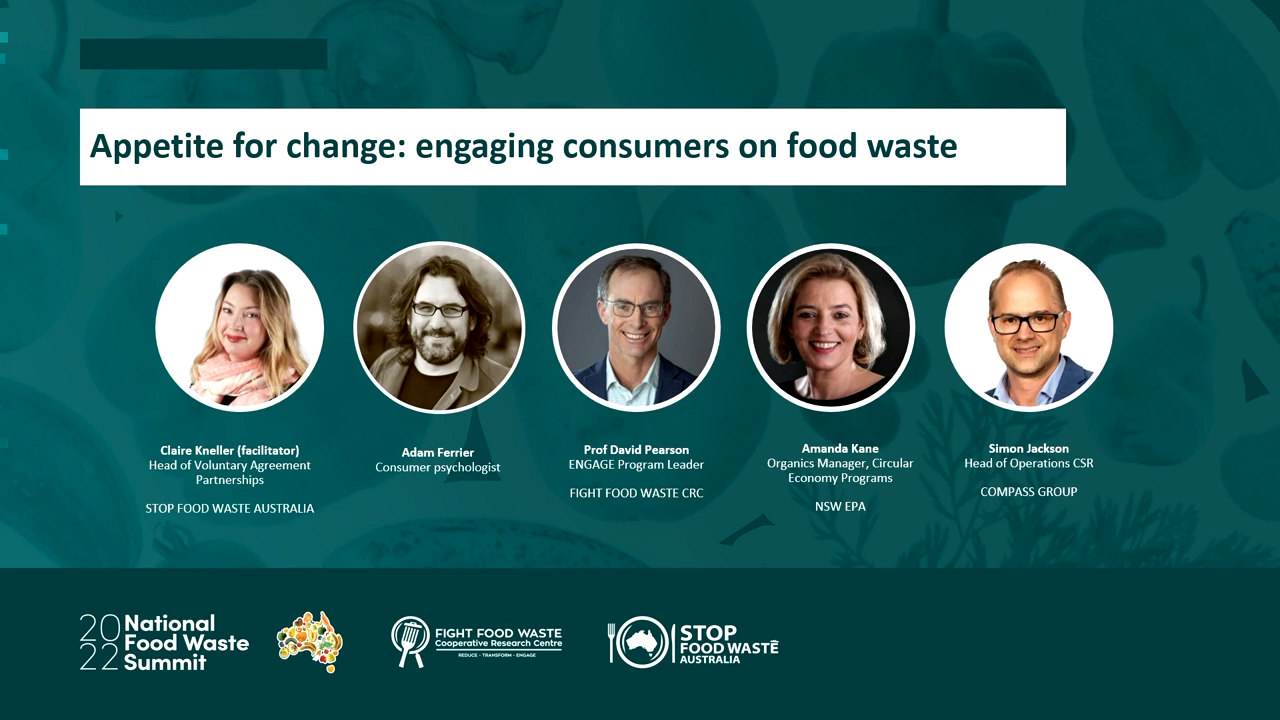 Appetite for change: engaging consumers on food waste
Claire Kneller (facilitator)
Head of Voluntary Agreement
Partnerships
STOP FOOD WASTE AUSTRALIA
Adam Ferrier
Consumer psychologist
Prof David Pearson
ENGAGE Program Leader
FIGHT FOOD WASTE CRC
Amanda Kane
Organics Manager, Circular
Economy Programs
NSW EPA
Simon Jackson
Head of Operations CSR
COMPASS GROUP
20
22
National
Food Waste
Summit
FIGHT FOOD WASTE
Cooperative Research Centre
REDUCE - TRANSFORM - ENGAGE
STOP
FOOD WASTE
AUSTRALIA